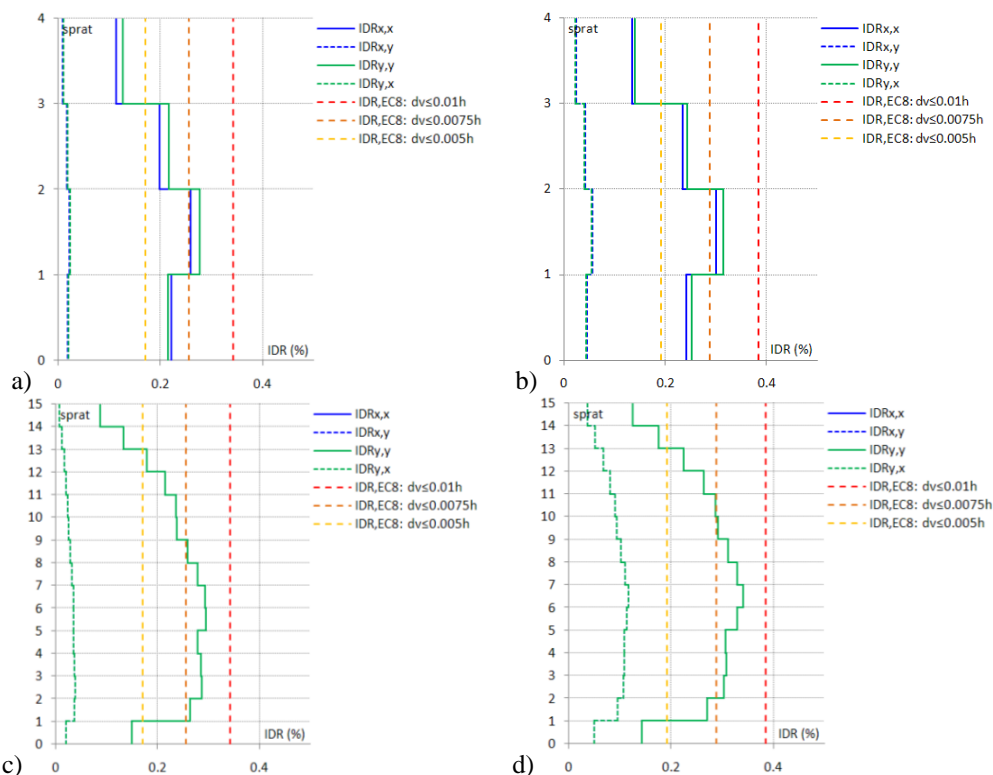 sprat
4
3
2
1
0
0 0.2 0.4
IDR (%)
IDRx,x
IDRx,y
IDRy,y
IDRy,x
IDR,EC8: dv≤0.01h
IDR,EC8: dv≤0.0075h
IDR,EC8: dv≤0.005h
a)
sprat
4
3
2
1
0
0 0.2 0.4
IDR (%)
IDRx,x
IDRx,y
IDRy,y
IDRy,x
IDR,EC8: dv≤0.01h
IDR,EC8: dv≤0.0075h
IDR,EC8: dv≤0.005h
b)
sprat
15
14
13
12
11
10
9
8
7
6
5
4
3
2
1
0
0 0.2 0.4
IDR (%)
IDRx,x
IDRx,y
IDRy,y
IDRy,x
IDR,EC8: dv≤0.01h
IDR,EC8: dv≤0.0075h
IDR,EC8: dv≤0.005h
c)
sprat
15
14
13
12
11
10
9
8
7
6
5
4
3
2
1
0
0 0.2 0.4
IDR (%)
IDRx,x
IDRx,y
IDRy,y
IDRy,x
IDR,EC8: dv≤0.01h
IDR,EC8: dv≤0.0075h
IDR,EC8: dv≤0.005h
d)